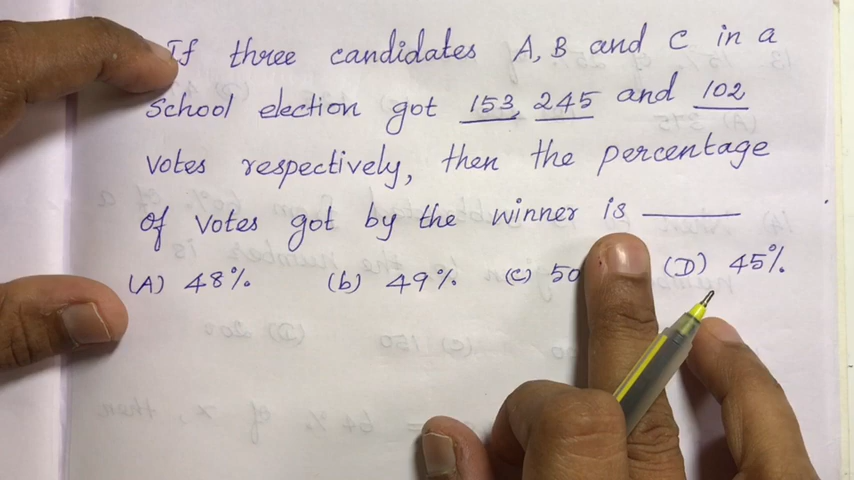 If three candidates A, B and C in a
School election got 153, 245 and 102
votes respectively, then the percentage
of votes got by the winner is ______
(A) 48% (b) 49% (C) 50 (D) 45%